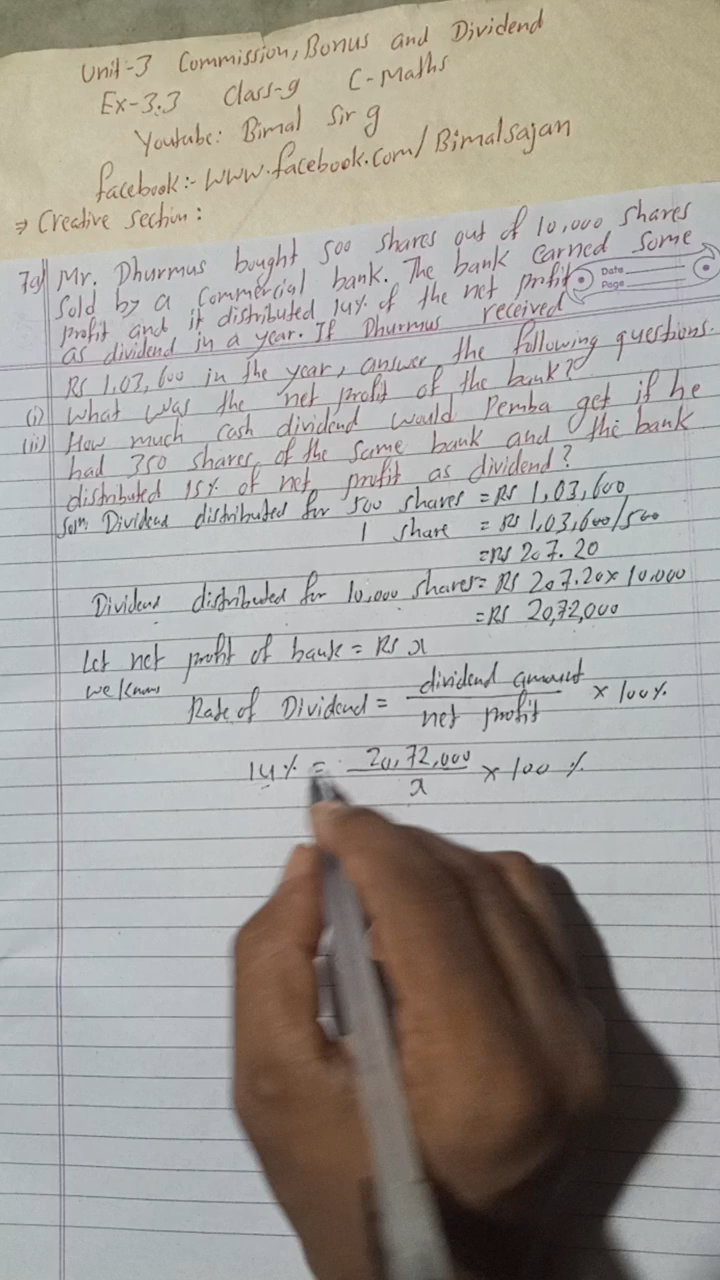 Unit-3 Commission, Bonus and Dividend
Ex-3.3 Class-9 C-Maths
Youtube: Bimal Sir g
facebook:- www.facebook.com/Bimalsajan
⇒ Creative section:
7a) Mr. Dhurmus bought 500 shares out of 10,000 shares
sold by a commercial bank. The bank earned some
profit and it distributed 14% of the net profit
Date
Page
as dividend in a year. If Dhurmus received
RS 1,03,600 in the year, answer the following questions.
(i) What was the net profit of the bank?
(ii) How much cash dividend would Pemba get if he
had 350 shares of the same bank and the bank
distributed 15% of net profit as dividend?
Soln: Dividend distributed for 500 shares = RS 1,03,600
1 share = RS 1,03,600/500
= RS 207.20
Dividend distributed for 10,000 shares = RS 207.20 × 10,000
= RS 20,72,000
Let net profit of bank = RS x
we know
Rate of Dividend = dividend amount / net profit × 100%
14% = 20,72,000 / x × 100 %